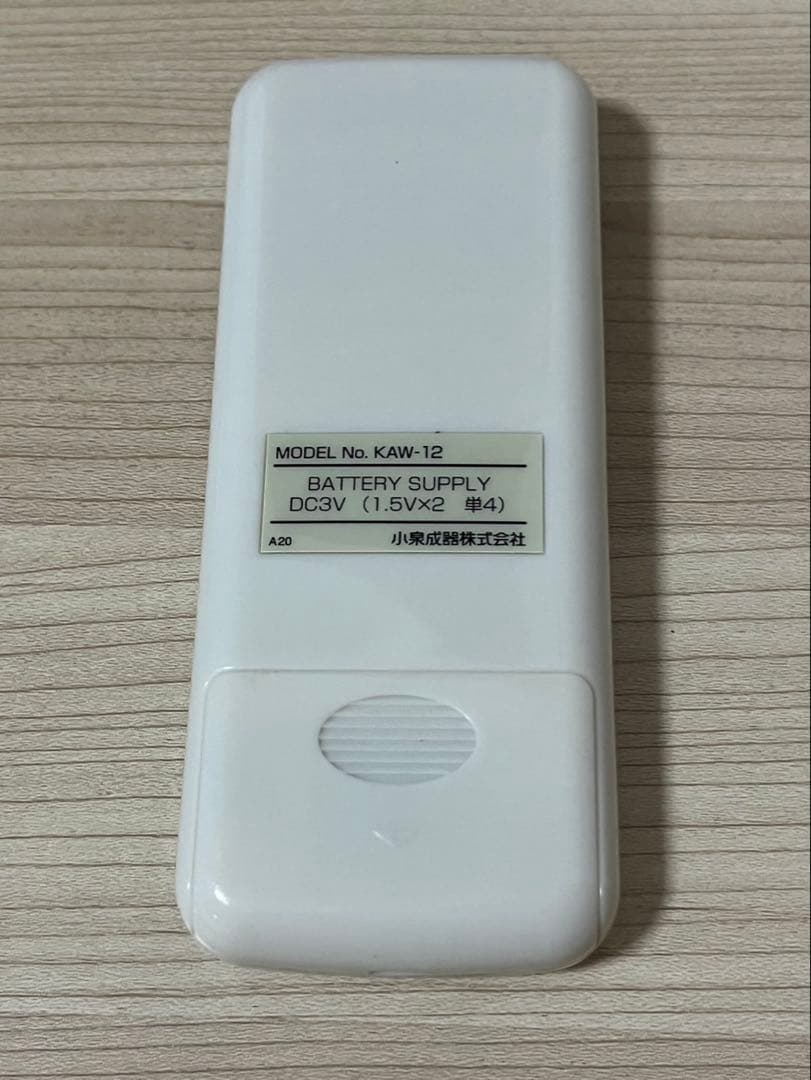 MODEL No. KAW-12
BATTERY SUPPLY
DC3V （1.5V×2　単4）
A20　小泉成器株式会社